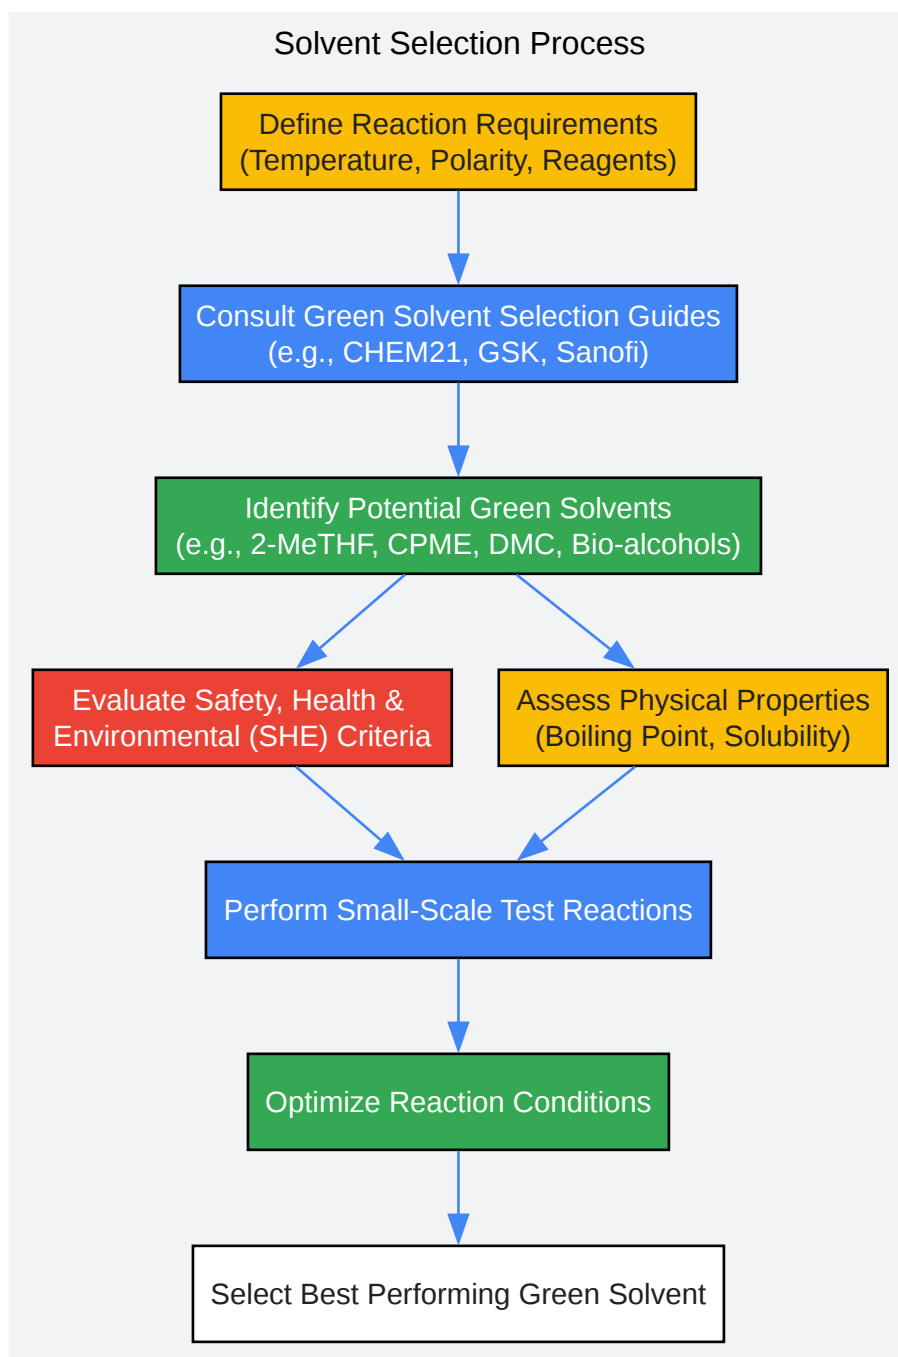 Solvent Selection Process
Define Reaction Requirements
(Temperature, Polarity, Reagents)
Consult Green Solvent Selection Guides
(e.g., CHEM21, GSK, Sanofi)
Identify Potential Green Solvents
(e.g., 2-MeTHF, CPME, DMC, Bio-alcohols)
Evaluate Safety, Health &
Environmental (SHE) Criteria
Assess Physical Properties
(Boiling Point, Solubility)
Perform Small-Scale Test Reactions
Optimize Reaction Conditions
Select Best Performing Green Solvent